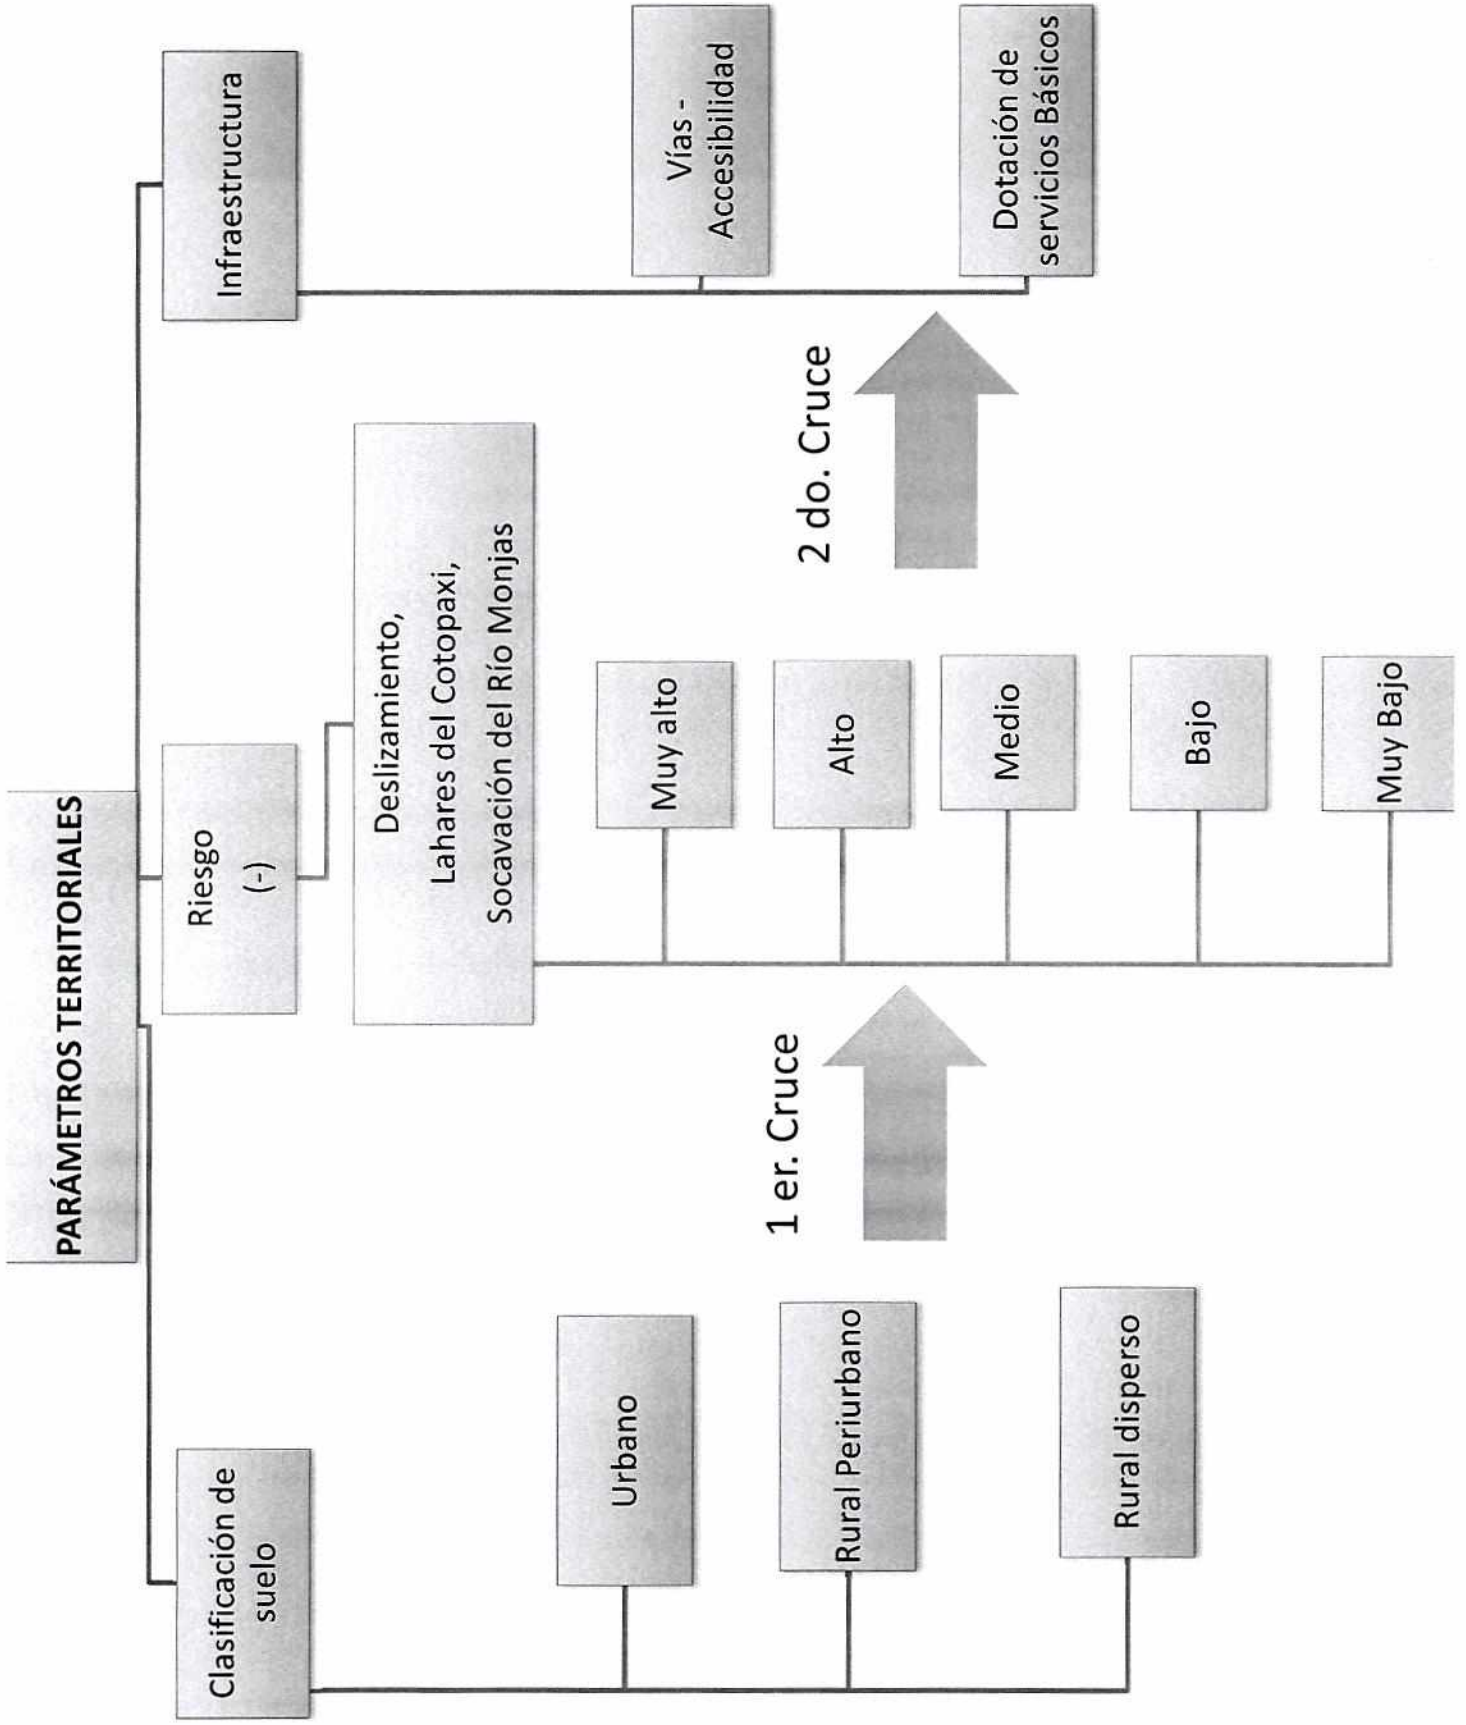 PARÁMETROS TERRITORIALES
Clasificación de
suelo
Urbano
Rural Periurbano
Rural disperso
1 er. Cruce
Riesgo
(-)
Deslizamiento,
Lahares del Cotopaxi,
Socavación del Río Monjas
Muy alto
Alto
Medio
Bajo
Muy Bajo
2 do. Cruce
Infraestructura
Vías -
Accesibilidad
Dotación de
servicios Básicos